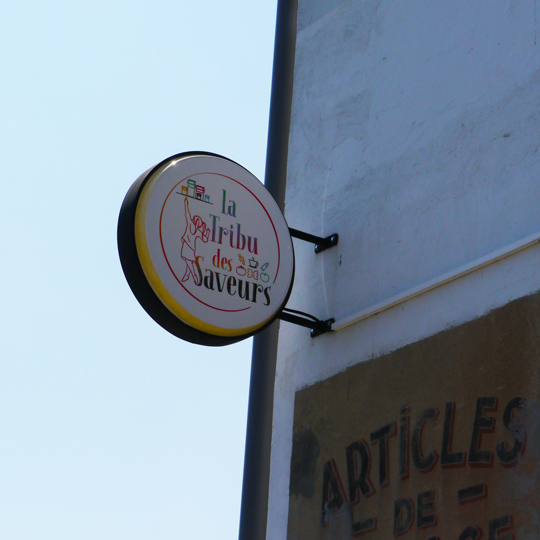 la
Tribu
des
Saveurs
ARTiCLES
- DE -